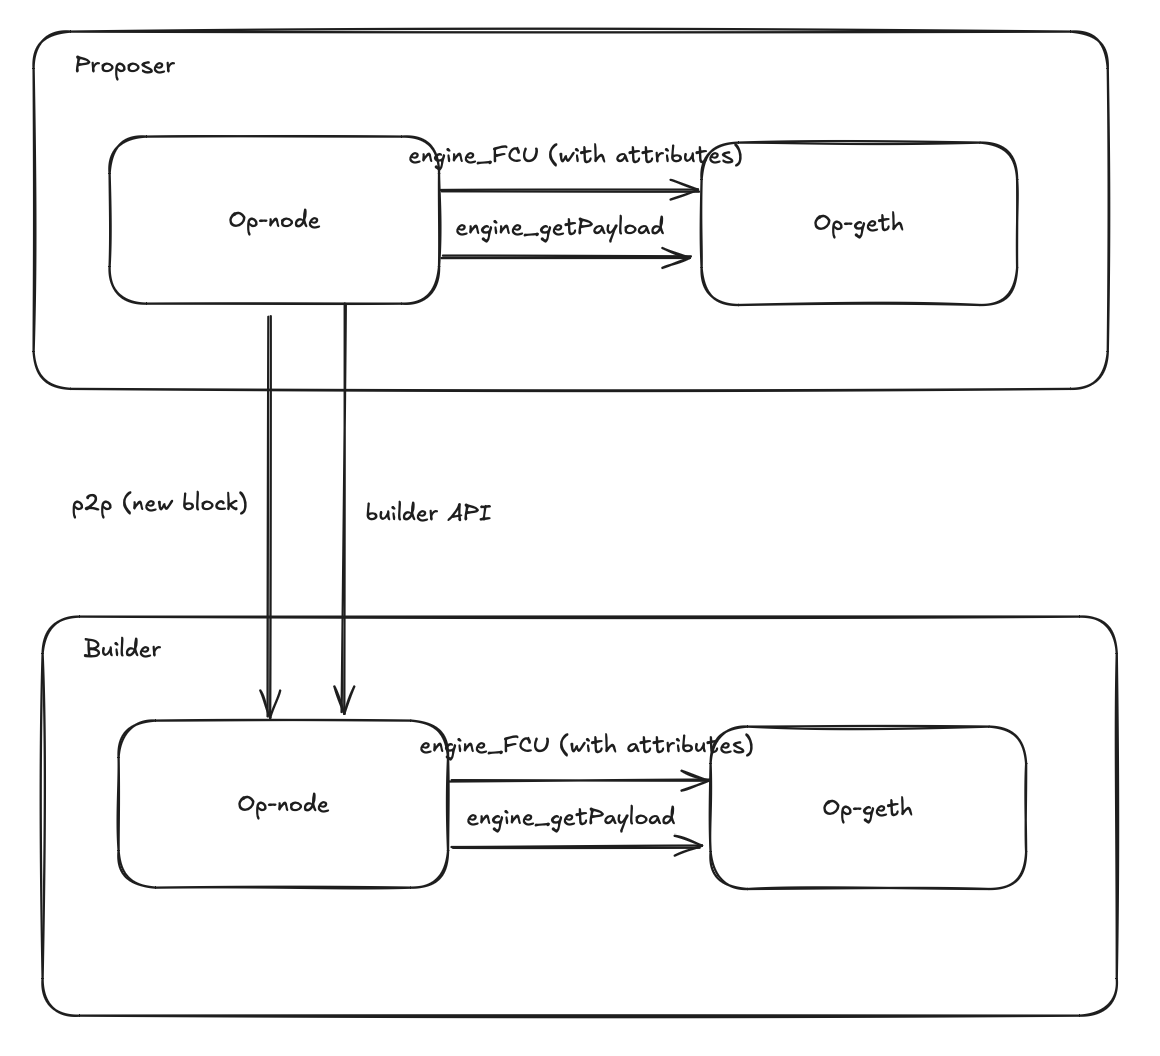 Proposer
engine_FCU (with attributes)
Op-node
engine_getPayload
Op-geth
p2p (new block)
builder API
Builder
engine_FCU (with attributes)
Op-node
engine_getPayload
Op-geth